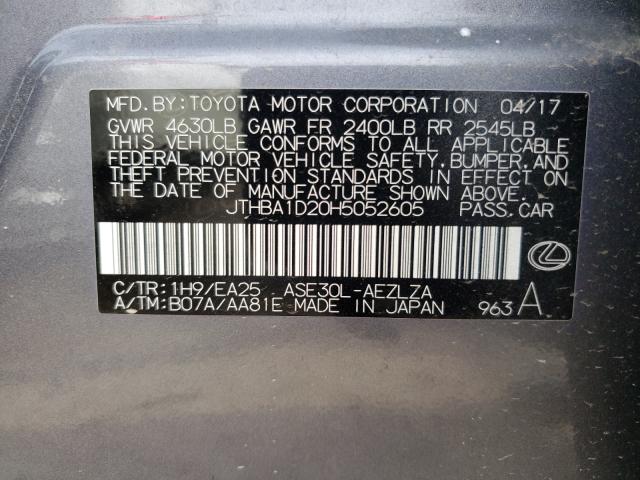 MFD. BY: TOYOTA MOTOR CORPORATION 04/17
GVWR 4630LB GAWR FR 2400LB RR 2545LB
THIS VEHICLE CONFORMS TO ALL APPLICABLE
FEDERAL MOTOR VEHICLE SAFETY, BUMPER, AND
THEFT PREVENTION STANDARDS IN EFFECT ON
THE DATE OF MANUFACTURE SHOWN ABOVE.
JTHBA1D20H5052605 PASS. CAR
C/TR: 1H9/EA25 ASE30L-AEZLZA
A/TM: B07A/AA81E MADE IN JAPAN 963 A